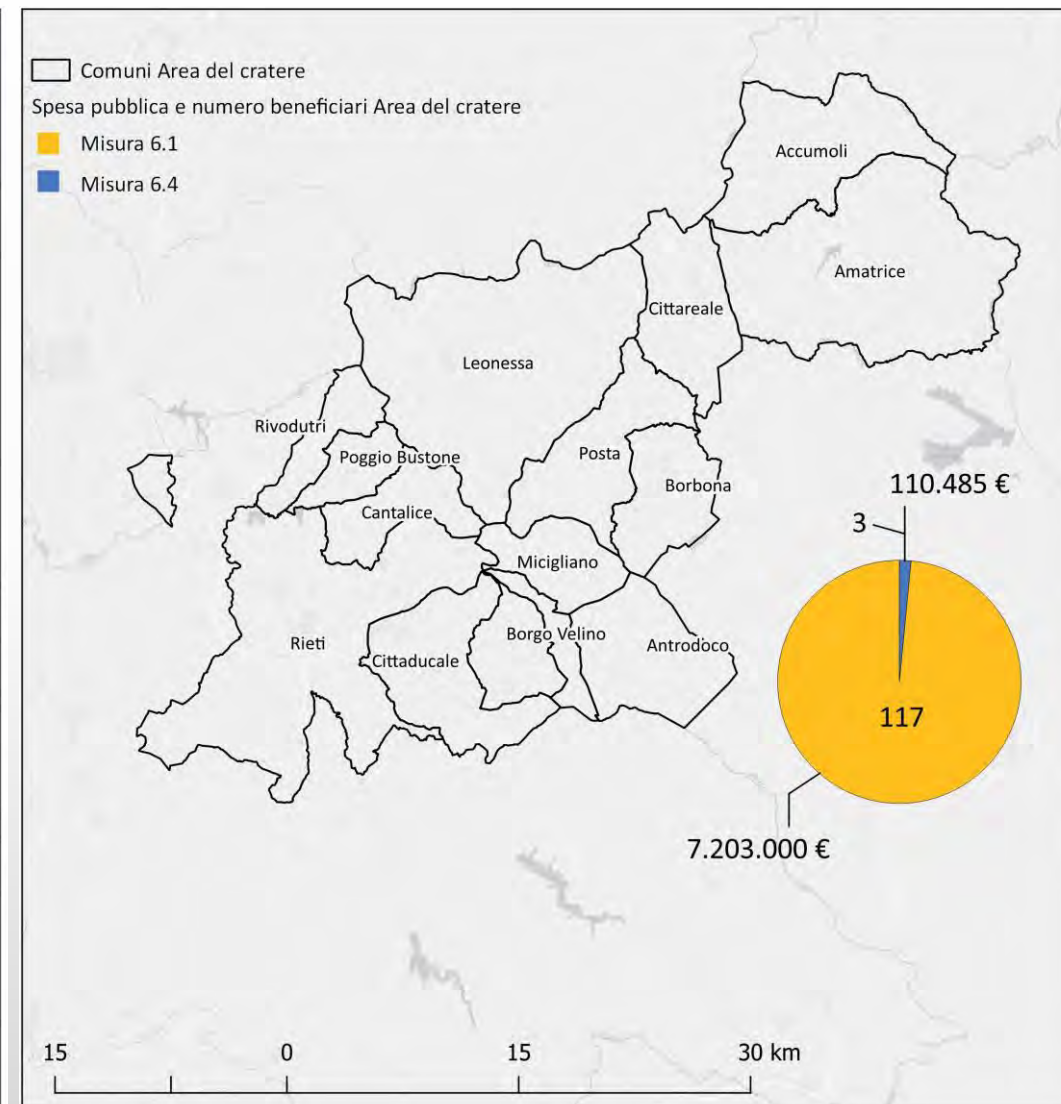 Comuni Area del cratere
Spesa pubblica e numero beneficiari Area del cratere
Misura 6.1
Misura 6.4
Accumoli
Amatrice
Cittareale
Leonessa
Rivodutri
Poggio Bustone
Posta
Borbona
Cantalice
Micigliano
Rieti
Cittaducale
Borgo Velino
Antrodoco
110.485 €
3
117
7.203.000 €
15 0 15 30 km